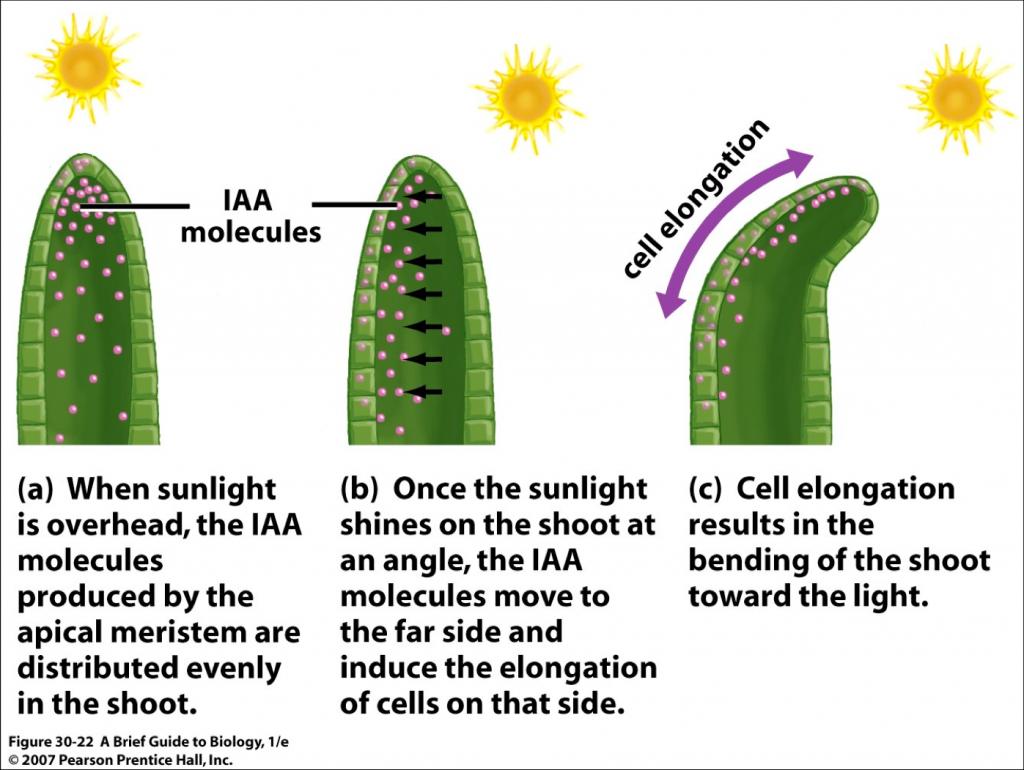 IAA
molecules
cell elongation
(a) When sunlight
is overhead, the IAA
molecules
produced by the
apical meristem are
distributed evenly
in the shoot.
(b) Once the sunlight
shines on the shoot at
an angle, the IAA
molecules move to
the far side and
induce the elongation
of cells on that side.
(c) Cell elongation
results in the
bending of the shoot
toward the light.
Figure 30-22 A Brief Guide to Biology, 1/e
© 2007 Pearson Prentice Hall, Inc.